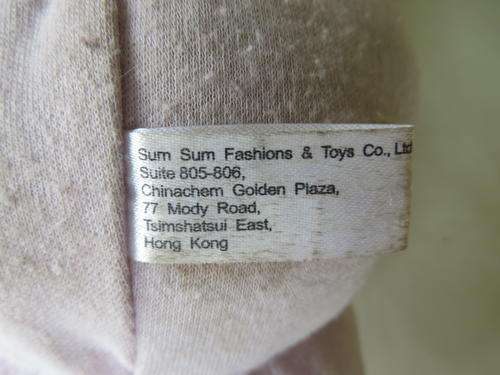 Sum Sum Fashions & Toys Co., Ltd
Suite 805-806,
Chinachem Golden Plaza,
77 Mody Road,
Tsimshatsui East,
Hong Kong